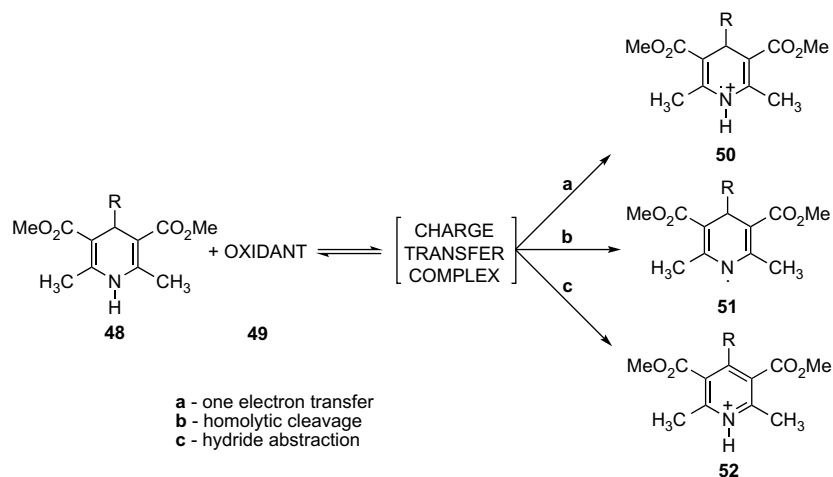 R
MeO₂C CO₂Me
H₃C N CH₃
H
50
a
R
MeO₂C CO₂Me
H₃C N CH₃
H
48
+ OXIDANT
49
CHARGE
TRANSFER
COMPLEX
b
R
MeO₂C CO₂Me
H₃C N CH₃
51
c
R
MeO₂C CO₂Me
H₃C N CH₃
+
H
52
a - one electron transfer
b - homolytic cleavage
c - hydride abstraction